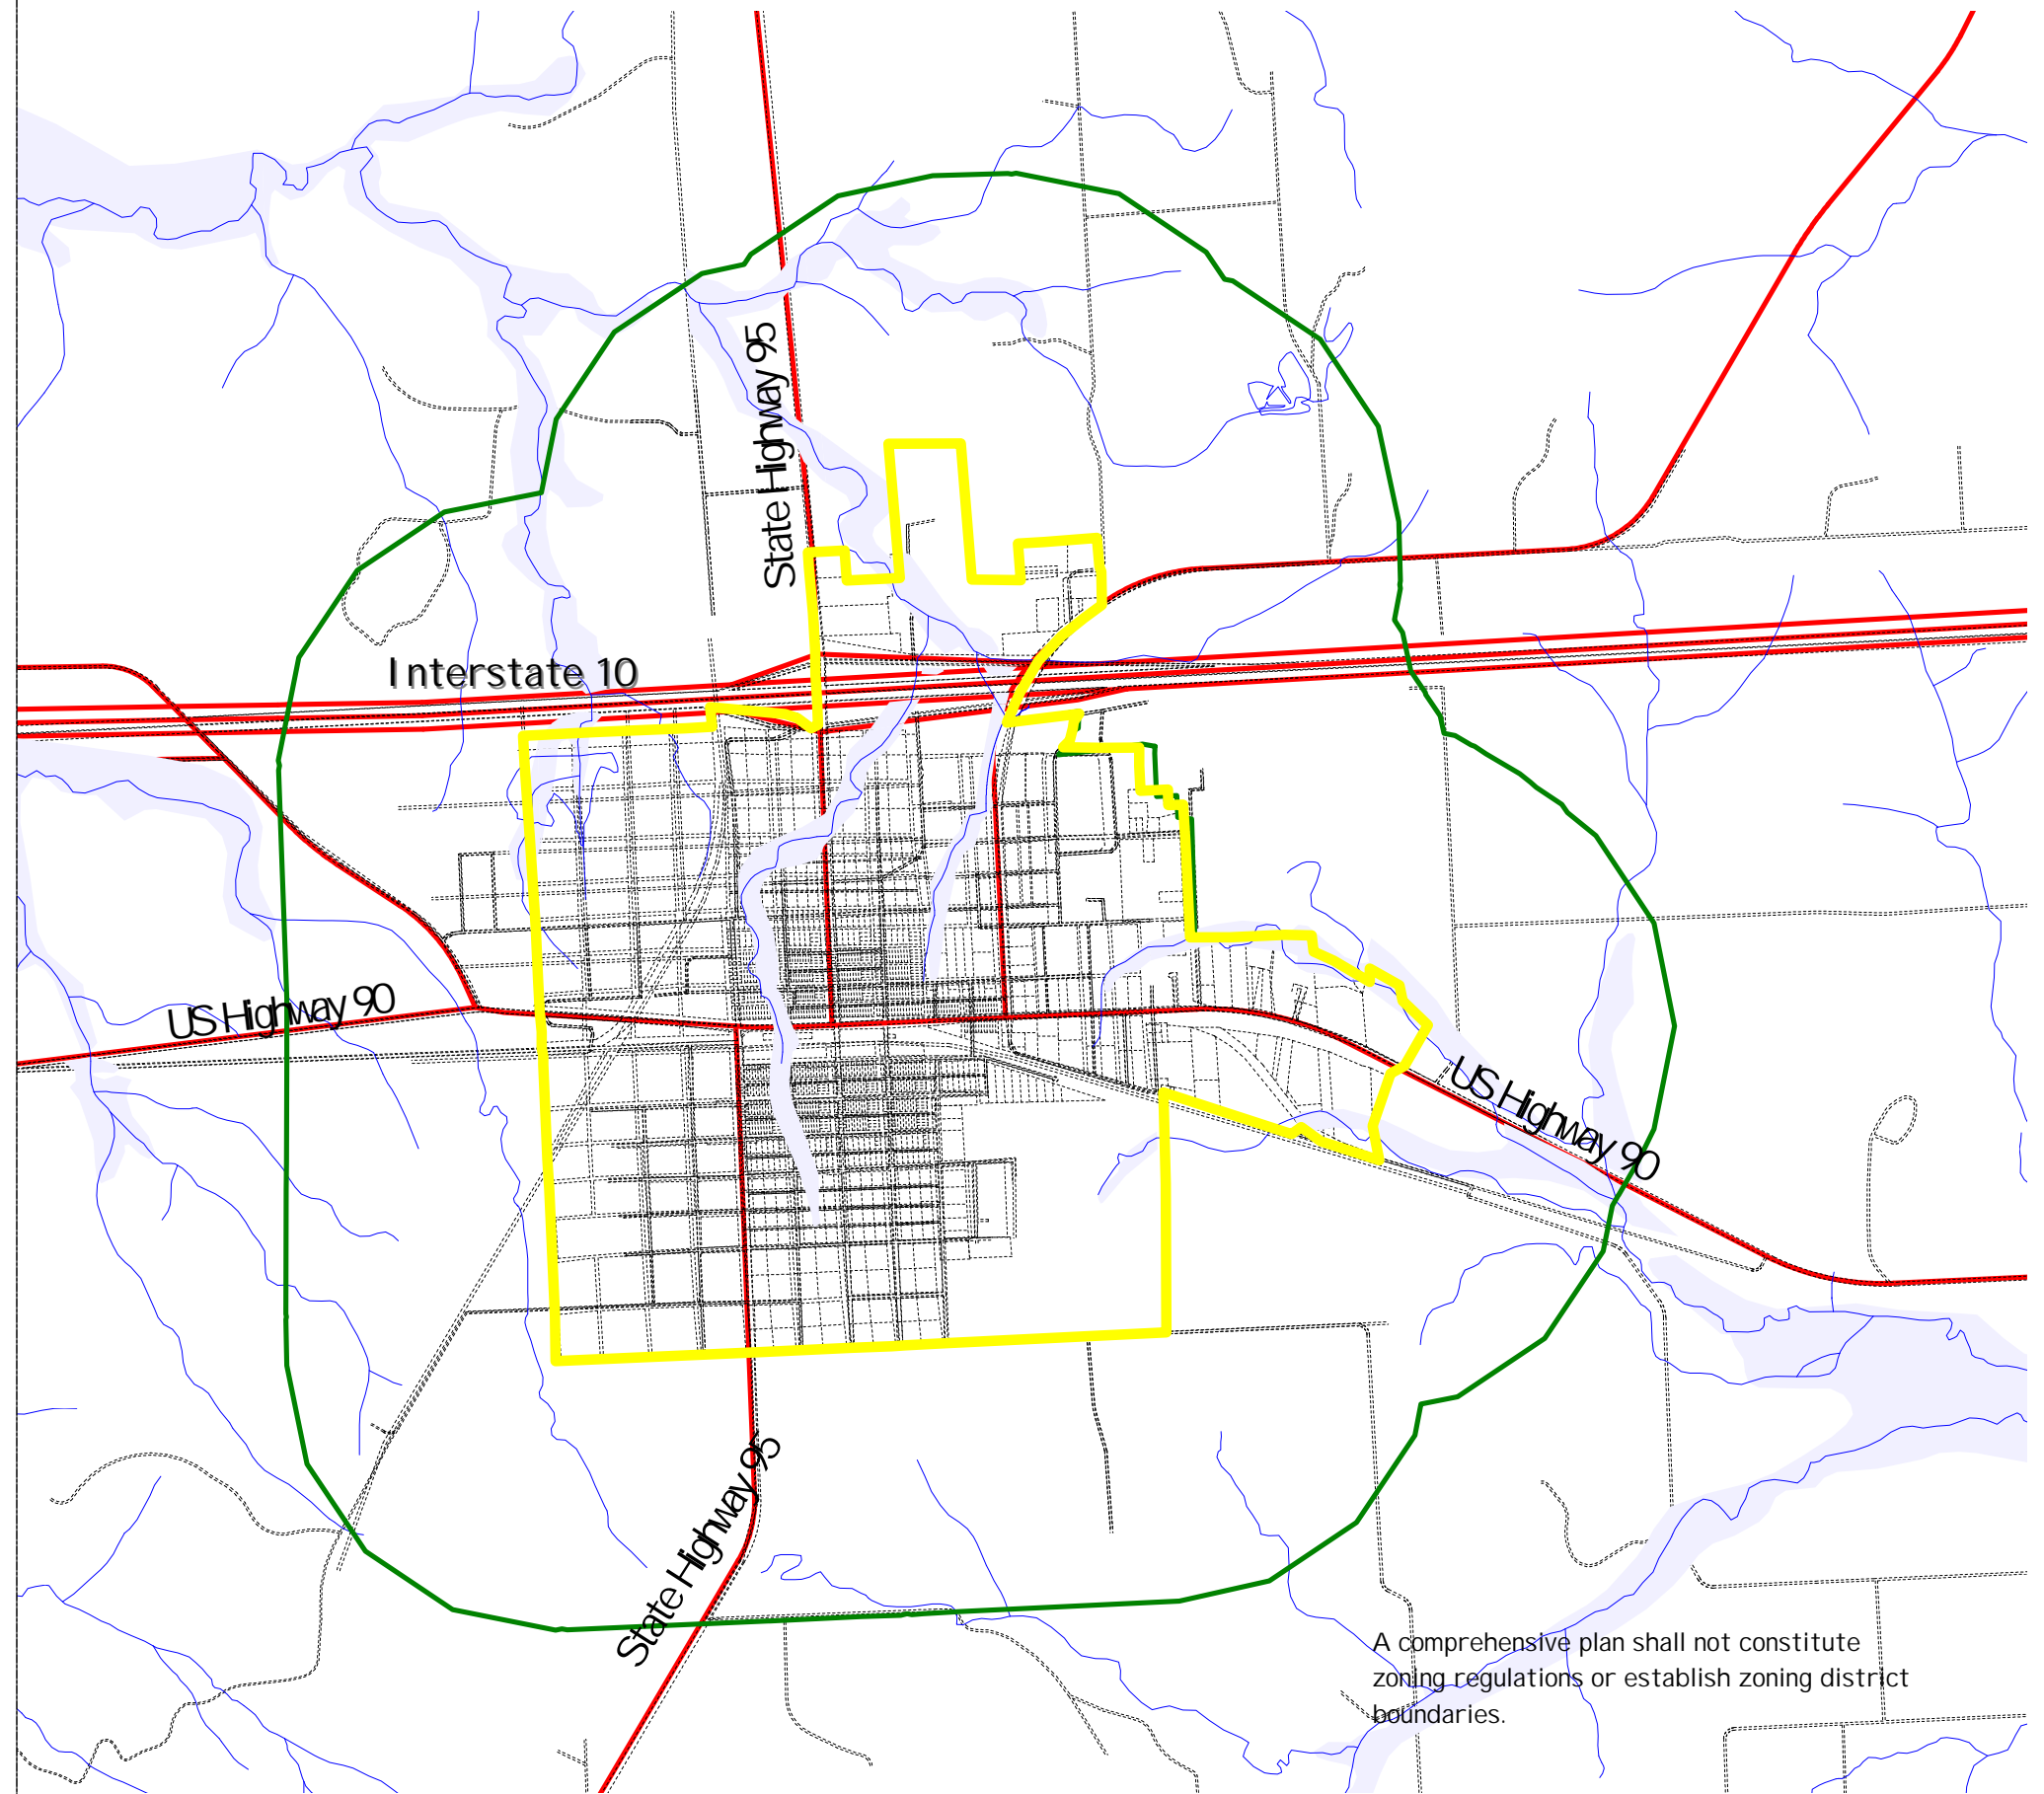 State Highway 95
Interstate 10
US Highway 90
US Highway 90
State Highway 95
A comprehensive plan shall not constitute
zoning regulations or establish zoning district
boundaries.